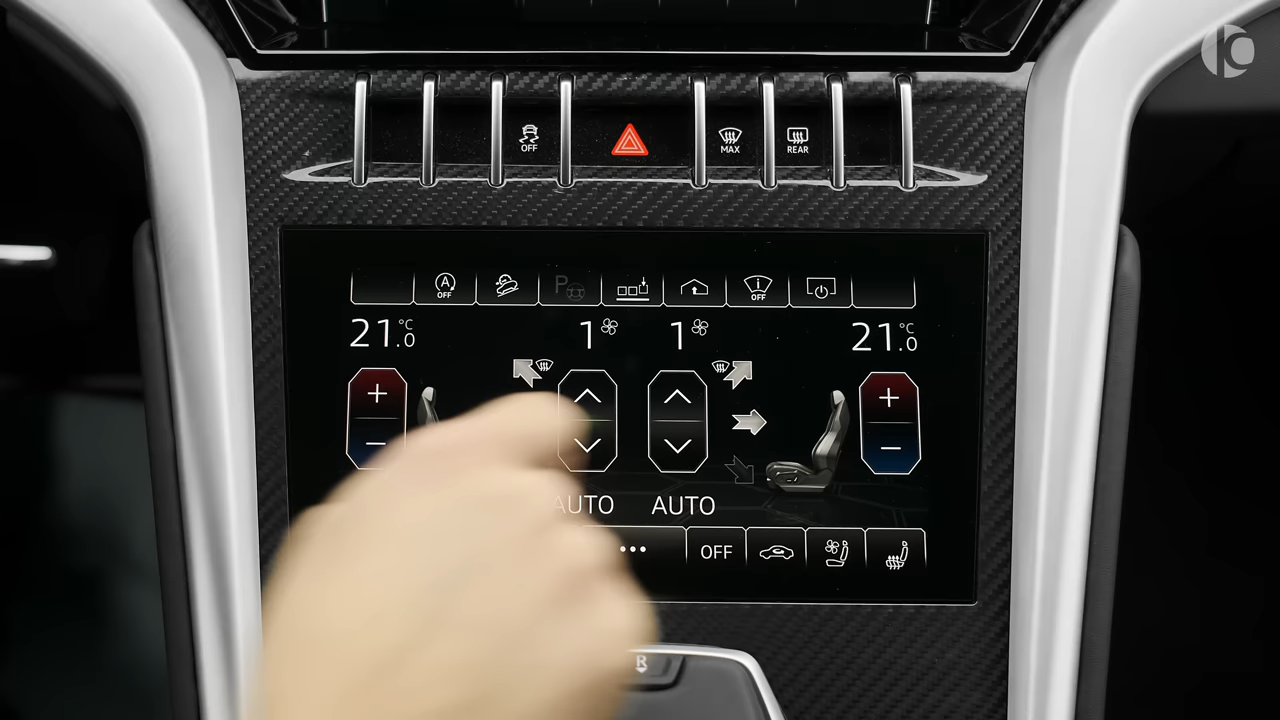 OFF
MAX
REAR
A
OFF
P
i
OFF
21.0 °C
1
1
21.0 °C
+
−
+
−
AUTO
AUTO
•••
OFF
R